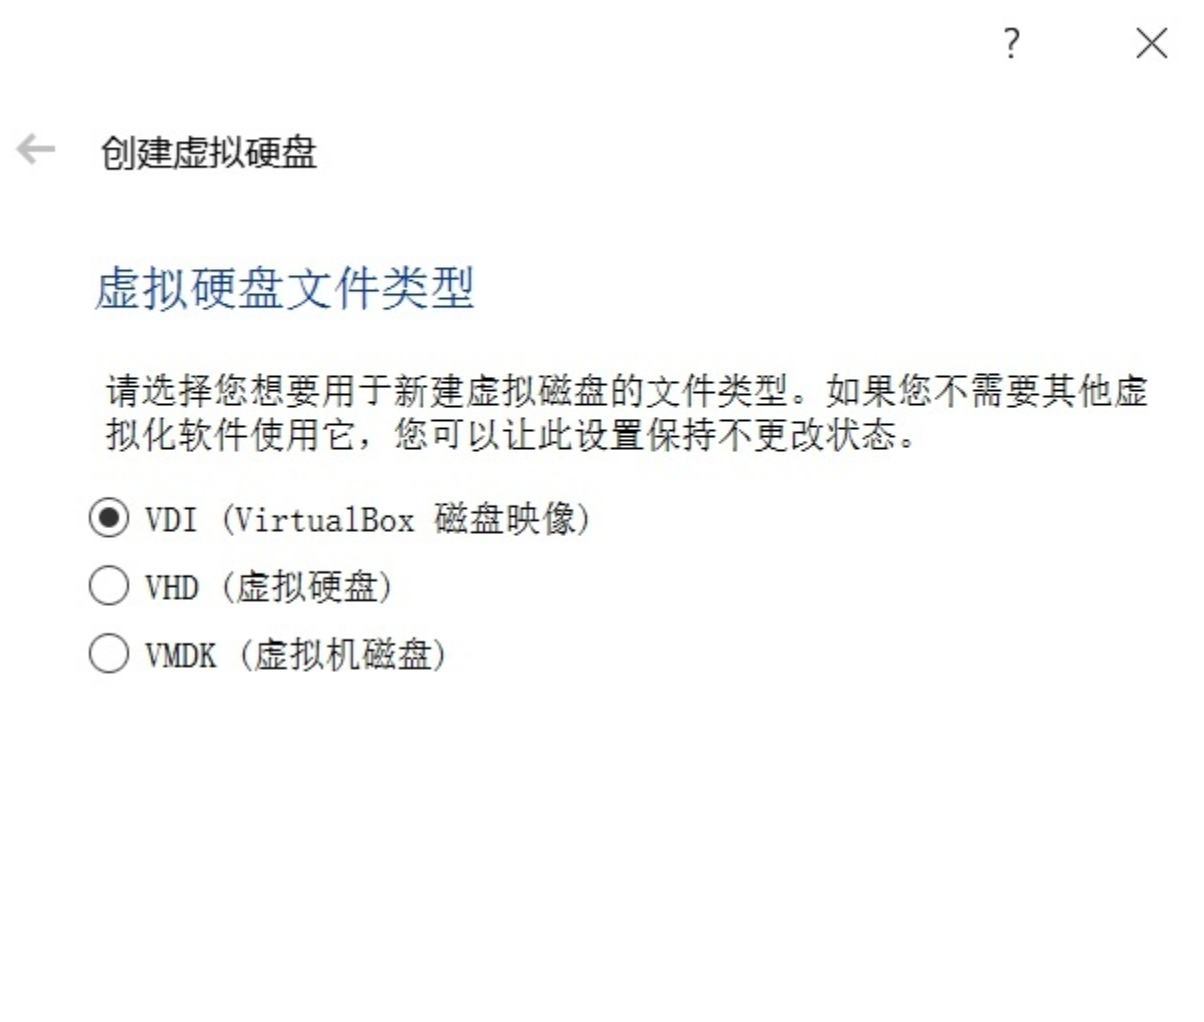 ?
创建虚拟硬盘
虚拟硬盘文件类型
请选择您想要用于新建虚拟磁盘的文件类型。如果您不需要其他虚
拟化软件使用它，您可以让此设置保持不更改状态。
VDI (VirtualBox 磁盘映像)
VHD (虚拟硬盘)
VMDK (虚拟机磁盘)